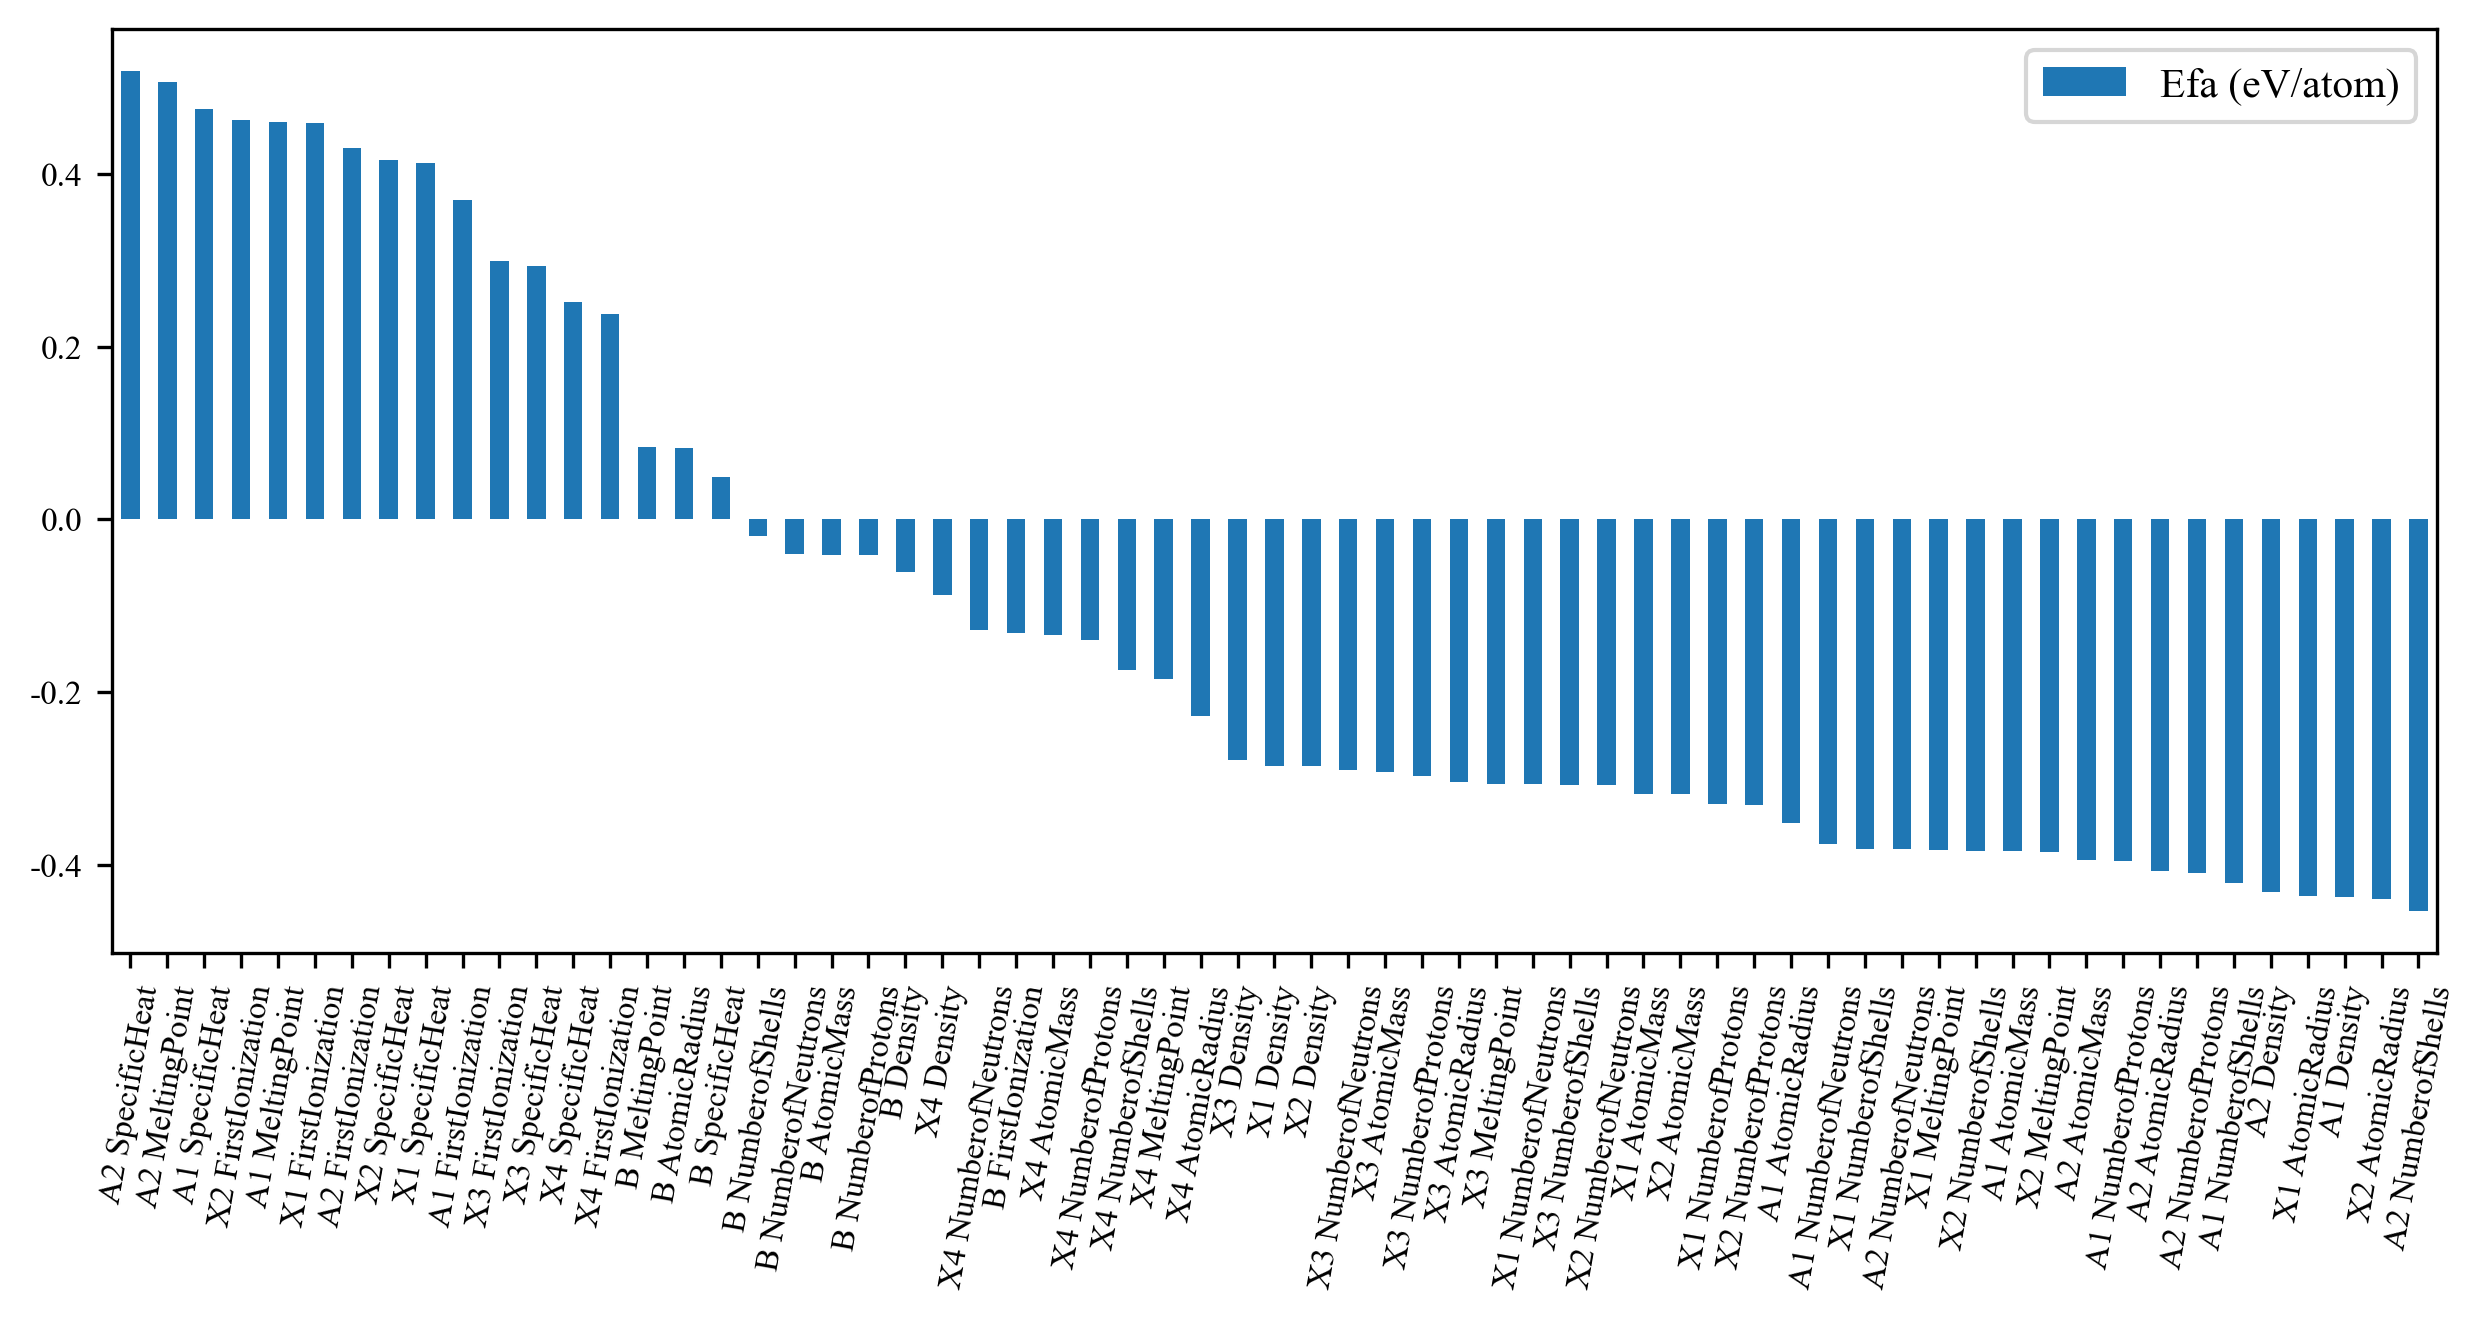 Efa (eV/atom)
0.4
0.2
0.0
-0.2
-0.4
A2 SpecificHeat
A2 MeltingPoint
A1 SpecificHeat
X2 FirstIonization
A1 MeltingPoint
X1 FirstIonization
A2 FirstIonization
X2 SpecificHeat
X1 SpecificHeat
A1 FirstIonization
X3 FirstIonization
X3 SpecificHeat
X4 SpecificHeat
X4 FirstIonization
B MeltingPoint
B AtomicRadius
B SpecificHeat
B NumberofShells
B NumberofNeutrons
B AtomicMass
B NumberofProtons
B Density
X4 Density
X4 NumberofNeutrons
B FirstIonization
X4 AtomicMass
X4 NumberofProtons
X4 NumberofShells
X4 MeltingPoint
X4 AtomicRadius
X3 Density
X1 Density
X2 Density
X3 NumberofNeutrons
X3 AtomicMass
X3 NumberofProtons
X3 AtomicRadius
X3 MeltingPoint
X1 NumberofNeutrons
X3 NumberofShells
X2 NumberofNeutrons
X1 AtomicMass
X2 AtomicMass
X1 NumberofProtons
X2 NumberofProtons
A1 AtomicRadius
A1 NumberofNeutrons
X1 NumberofShells
A2 NumberofNeutrons
X1 MeltingPoint
X2 NumberofShells
A1 AtomicMass
X2 MeltingPoint
A2 AtomicMass
A1 NumberofProtons
A2 AtomicRadius
A2 NumberofProtons
A1 NumberofShells
A2 Density
X1 AtomicRadius
A1 Density
X2 AtomicRadius
A2 NumberofShells